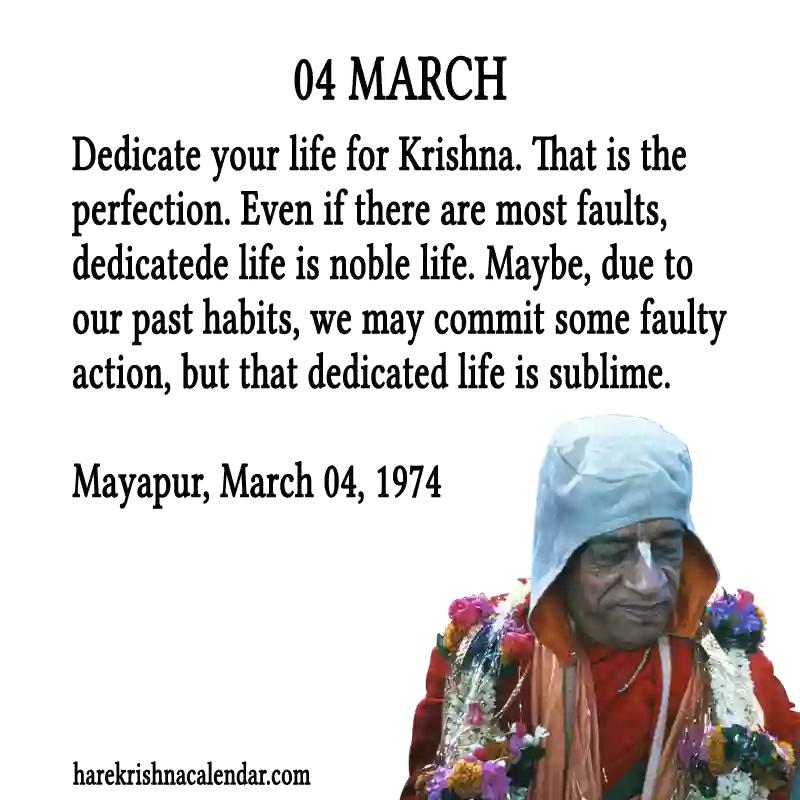 04 MARCH
Dedicate your life for Krishna. That is the
perfection. Even if there are most faults,
dedicatede life is noble life. Maybe, due to
our past habits, we may commit some faulty
action, but that dedicated life is sublime.
Mayapur, March 04, 1974
harekrishnacalendar.com